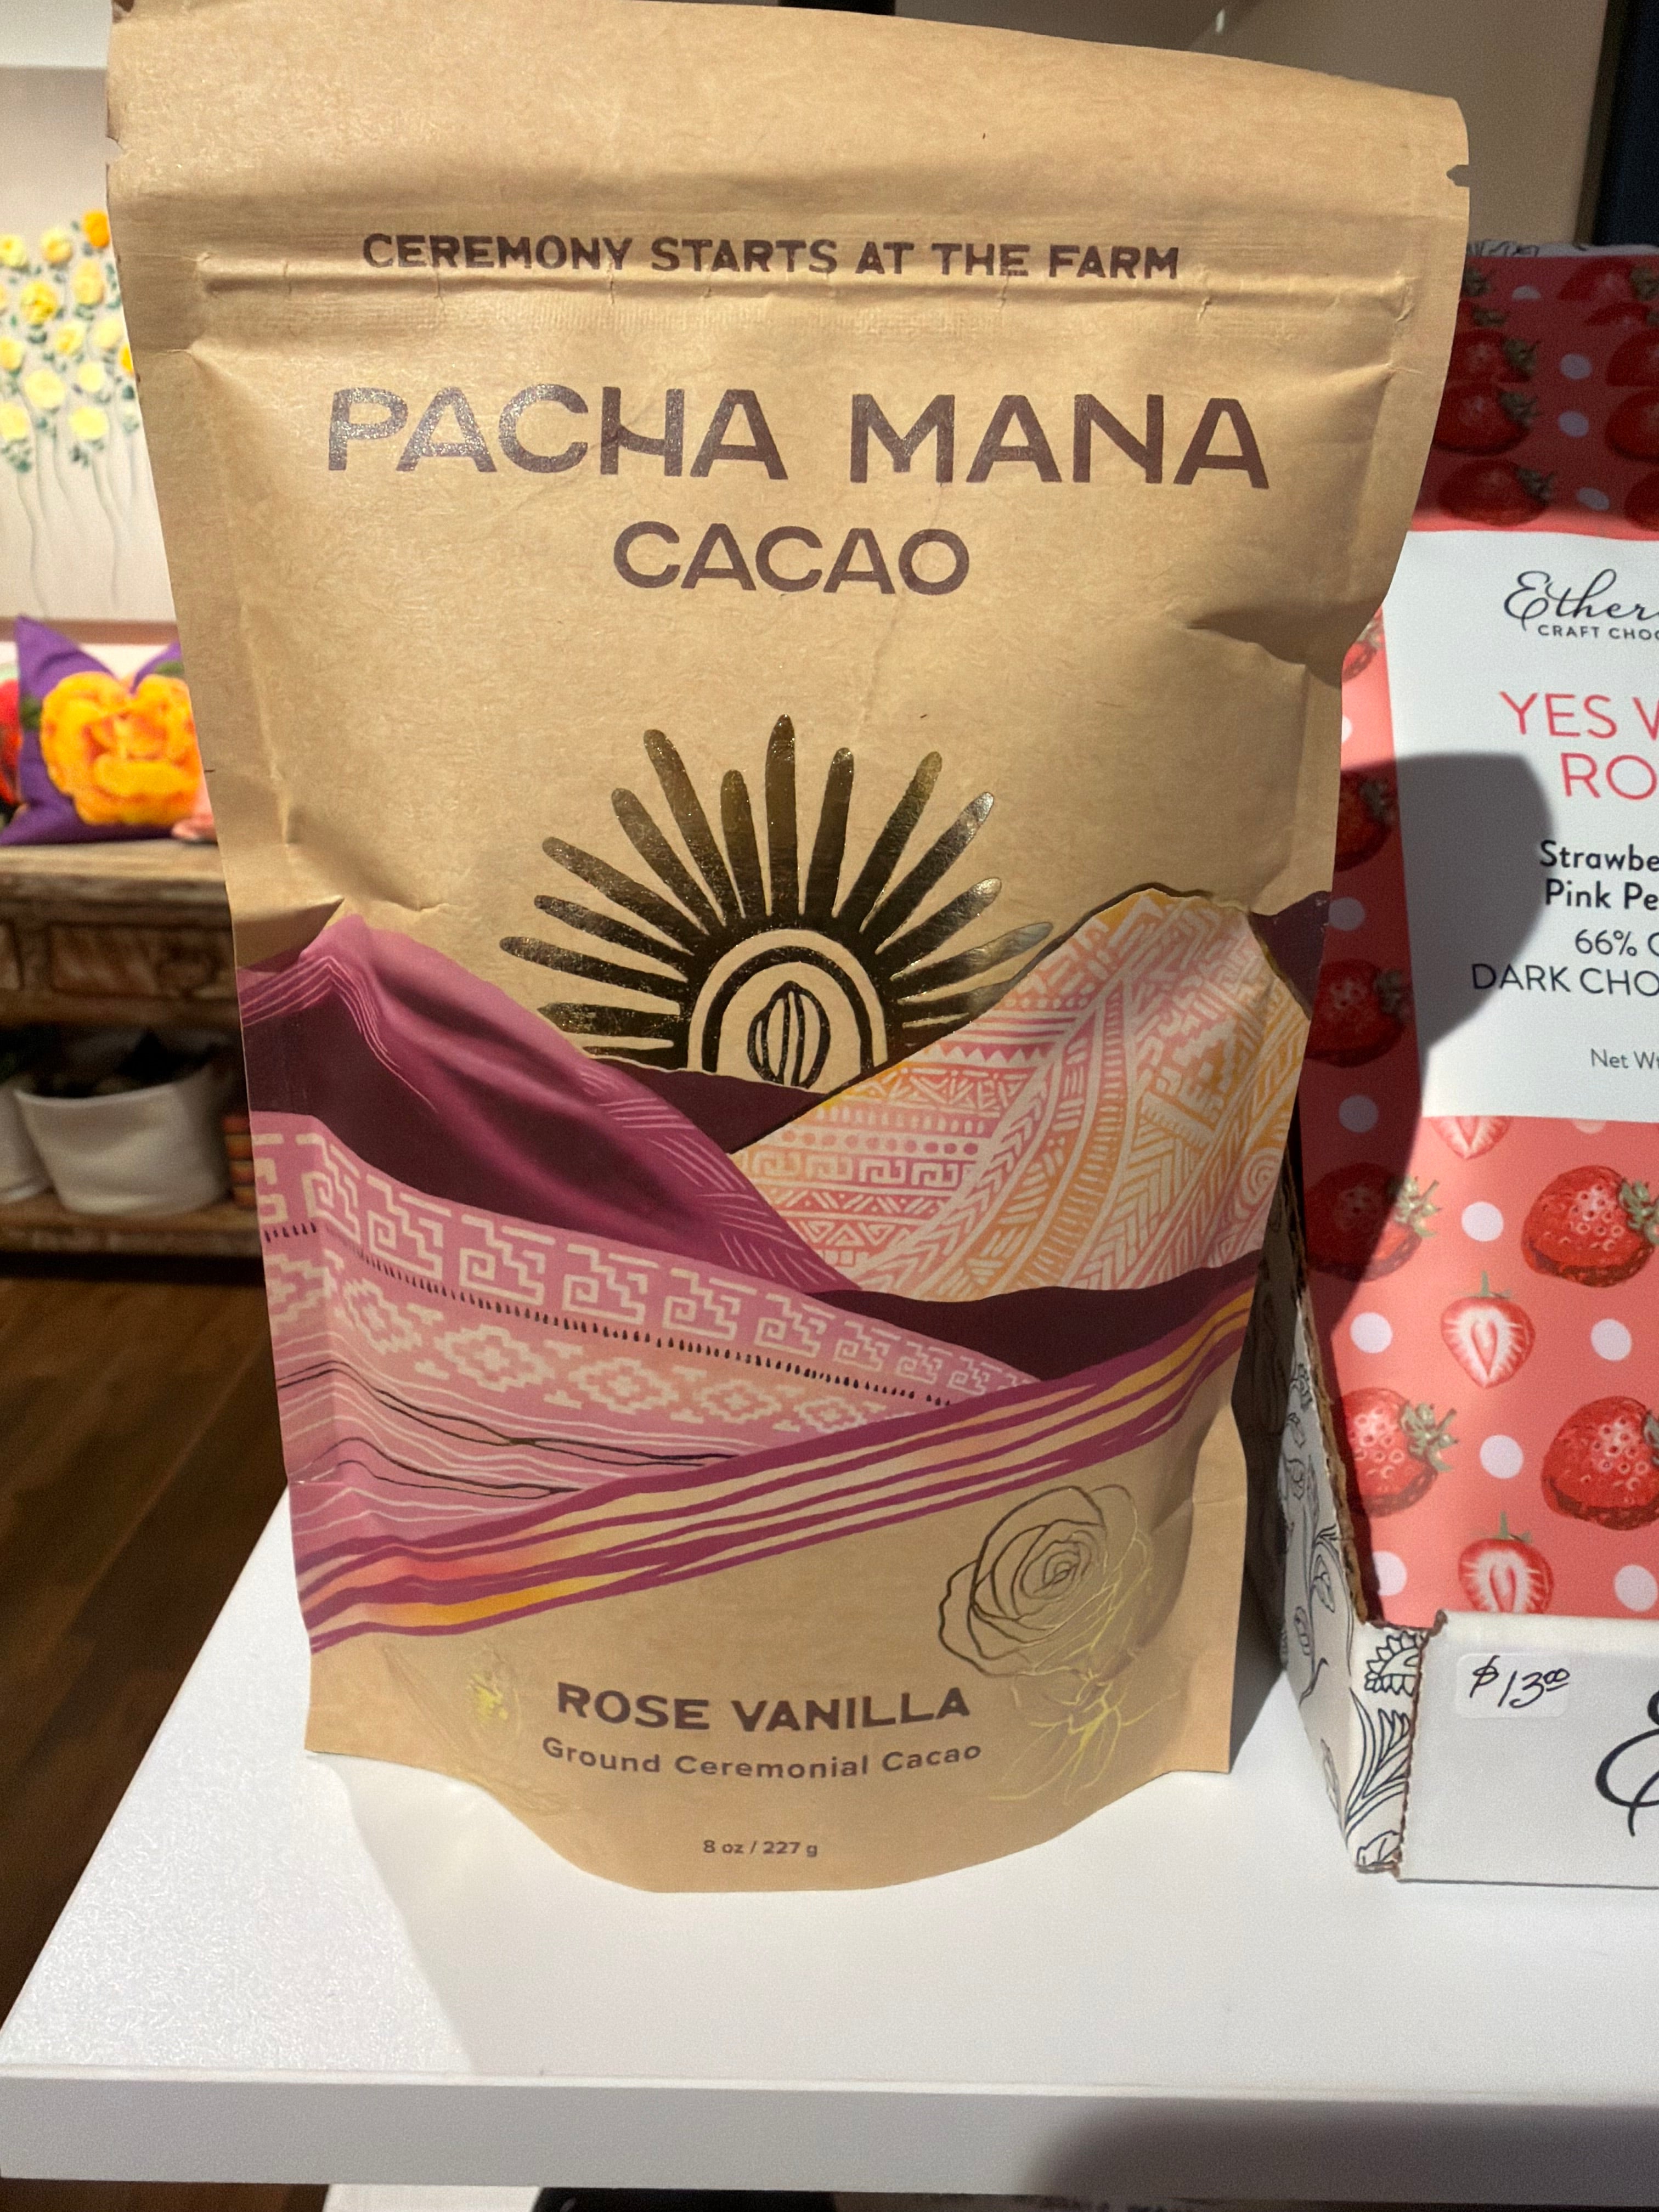 CEREMONY STARTS AT THE FARM
PACHA MANA
CACAO
ROSE VANILLA
Ground Ceremonial Cacao
8 oz / 227 g
Ether
CRAFT CHOC
YES W
RO
Strawbe
Pink Pe
66% C
DARK CHO
Net Wt
$13.00